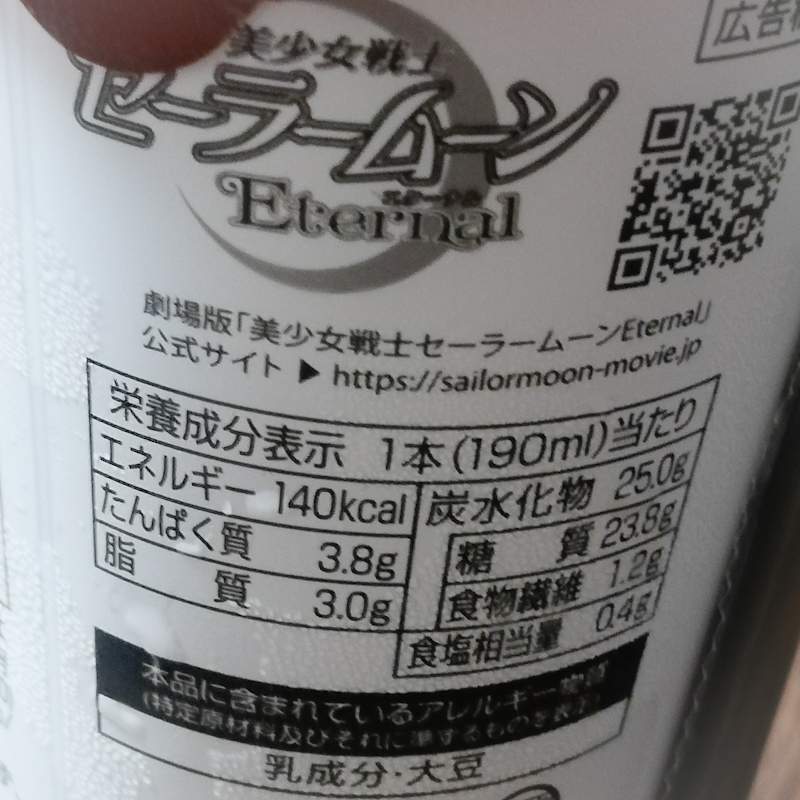 広告
美少女戦士
セーラームーン
エターナル
Eternal
劇場版「美少女戦士セーラームーンEternal」
公式サイト ▶ https://sailormoon-movie.jp
栄養成分表示 1本(190ml)当たり
エネルギー 140kcal
たんぱく質 3.8g
脂質 3.0g
炭水化物 25.0g
糖質 23.8g
食物繊維 1.2g
食塩相当量 0.4g
本品に含まれているアレルギー物質
(特定原材料及びそれに準ずるものを表示)
乳成分・大豆